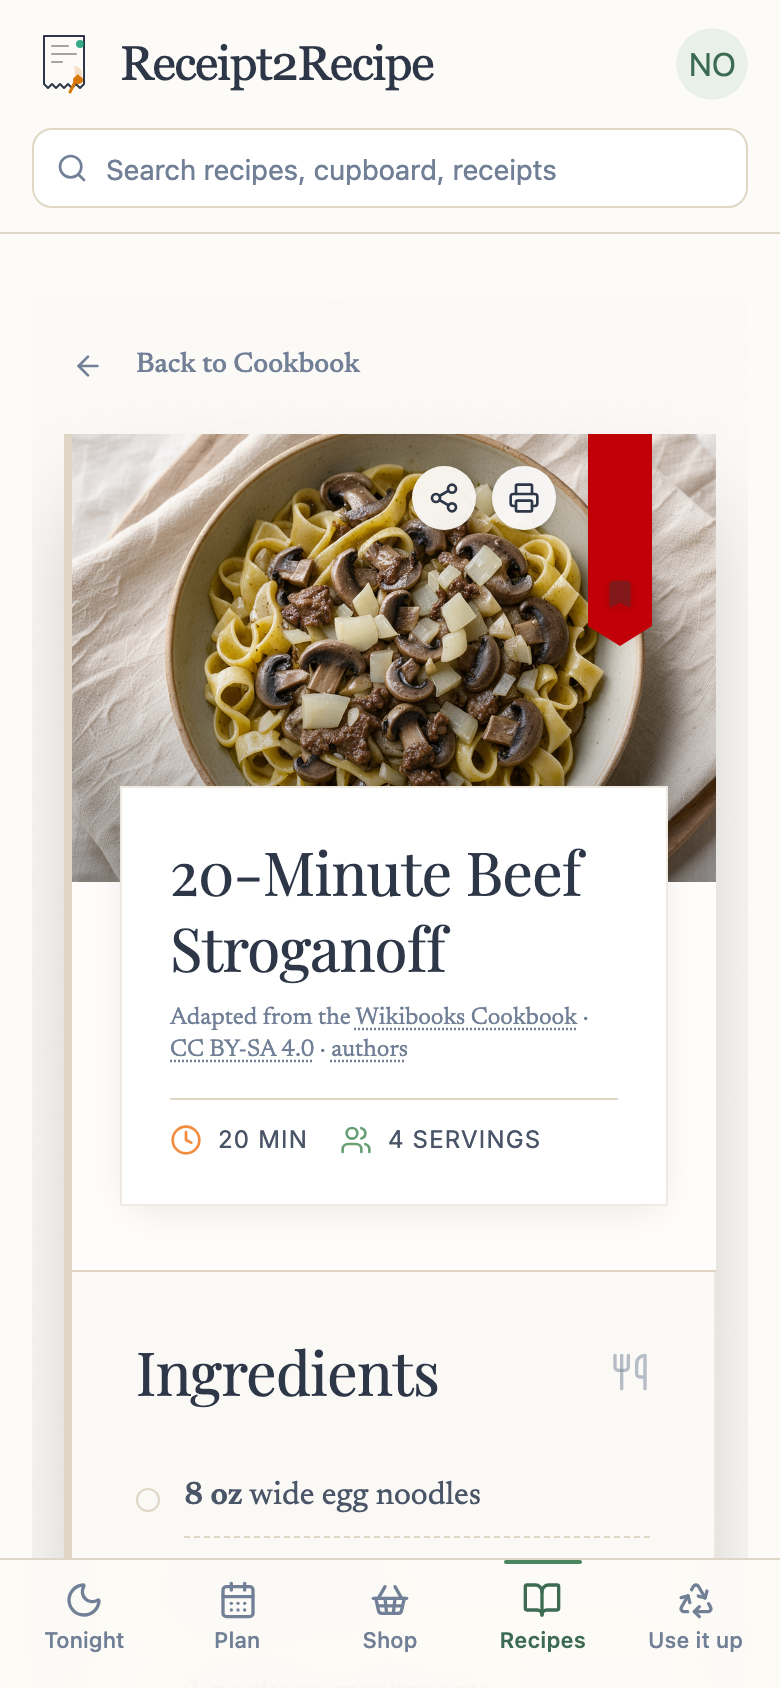 Receipt2Recipe
NO
Search recipes, cupboard, receipts
Back to Cookbook
20-Minute Beef
Stroganoff
Adapted from the Wikibooks Cookbook ·
CC BY-SA 4.0 · authors
20 MIN
4 SERVINGS
Ingredients
8 oz wide egg noodles
Tonight
Plan
Shop
Recipes
Use it up